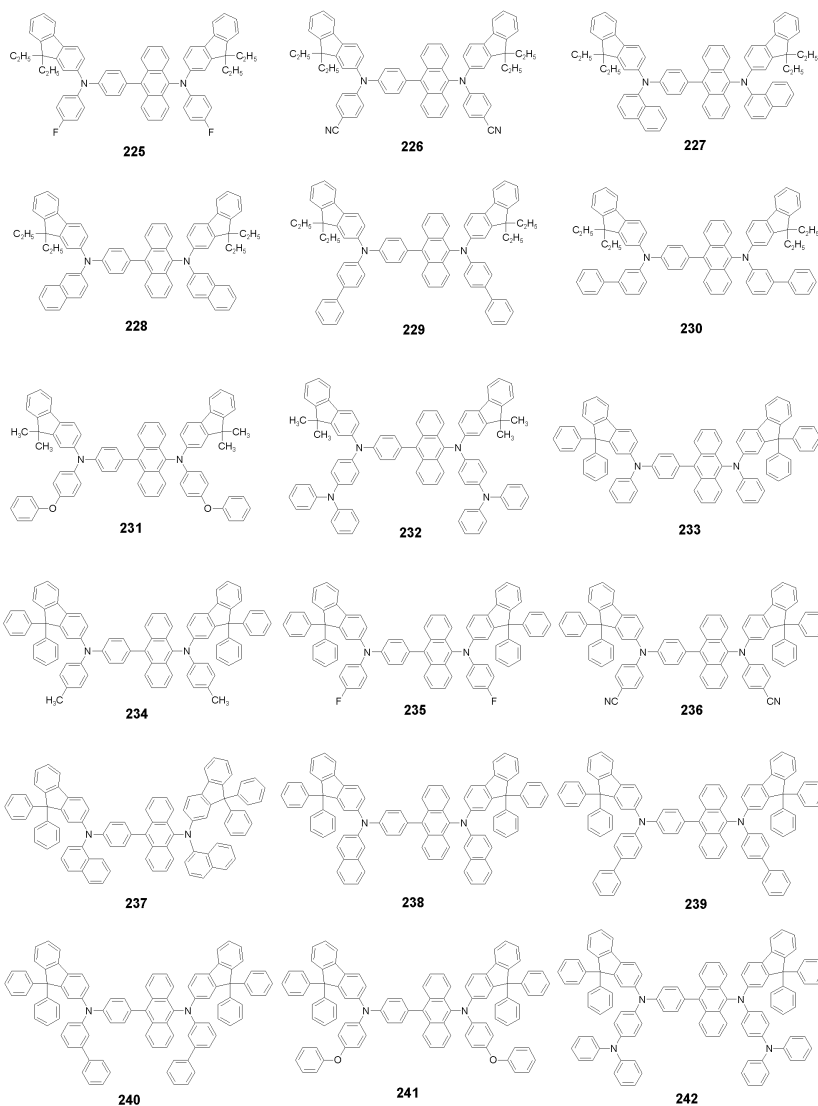 C₂H₅ C₂H₅
C₂H₅ C₂H₅
N N
F F
225
C₂H₅ C₂H₅
C₂H₅ C₂H₅
N N
NC CN
226
C₂H₅ C₂H₅
C₂H₅ C₂H₅
N N
227
C₂H₅ C₂H₅
C₂H₅ C₂H₅
N N
228
C₂H₅ C₂H₅
C₂H₅ C₂H₅
N N
229
C₂H₅ C₂H₅
C₂H₅ C₂H₅
N N
230
H₃C CH₃
CH₃ CH₃
N N
O O
231
H₃C CH₃
CH₃ CH₃
N N
N N
232
N N
233
N N
H₃C CH₃
234
N N
F F
235
N N
NC CN
236
N N
237
N N
238
N N
239
N N
240
N N
O O
241
N N
N N
242